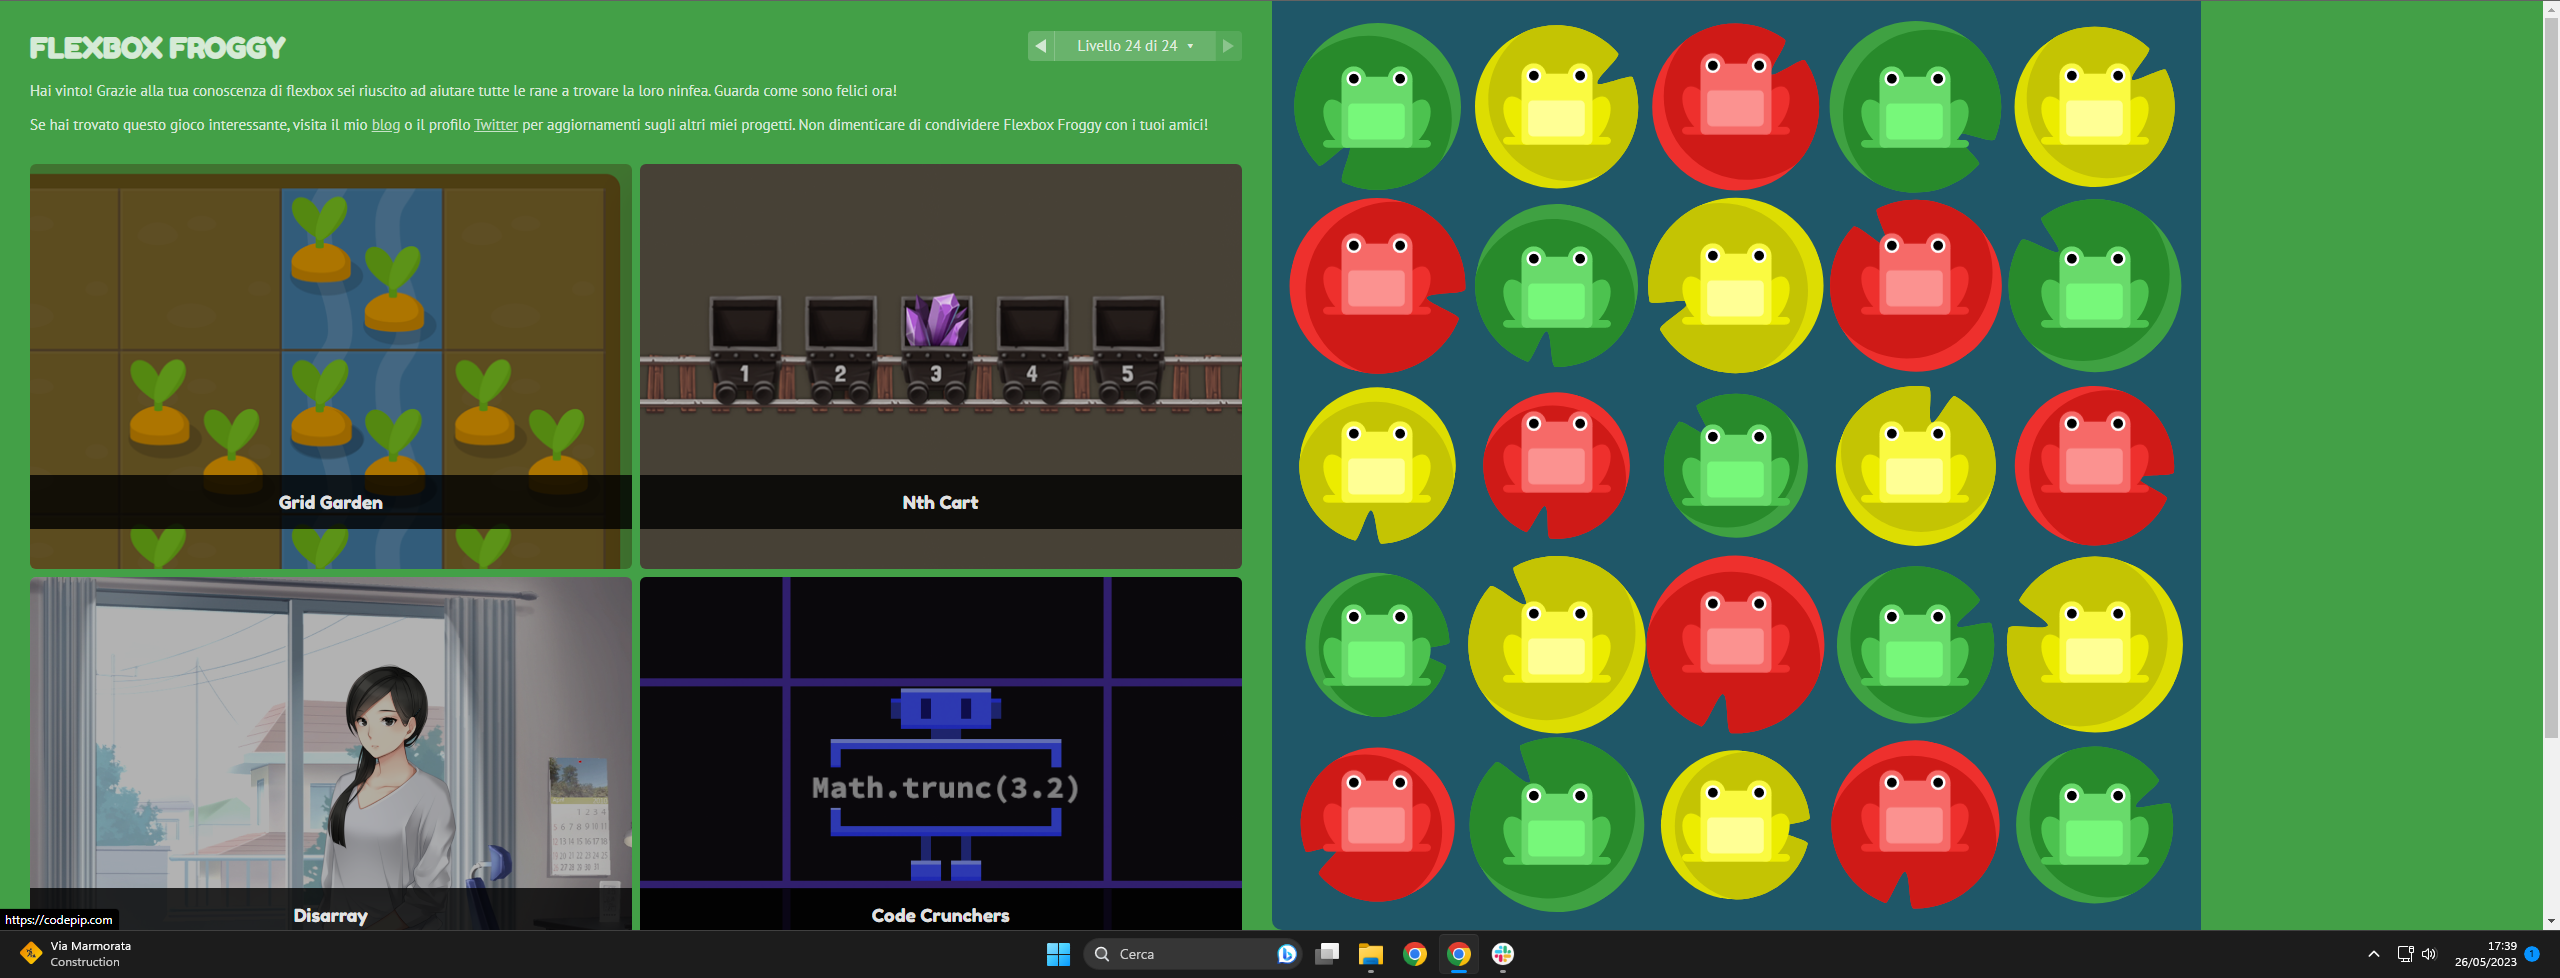 FLEXBOX FROGGY
Livello 24 di 24
Hai vinto! Grazie alla tua conoscenza di flexbox sei riuscito ad aiutare tutte le rane a trovare la loro ninfea. Guarda come sono felici ora!
Se hai trovato questo gioco interessante, visita il mio blog o il profilo Twitter per aggiornamenti sugli altri miei progetti. Non dimenticare di condividere Flexbox Froggy con i tuoi amici!
1 2 3 4 5
Grid Garden
Nth Cart
Math.trunc(3.2)
Disarray
Code Crunchers
https://codepip.com
Via Marmorata
Construction
Cerca
17:39
26/05/2023
1